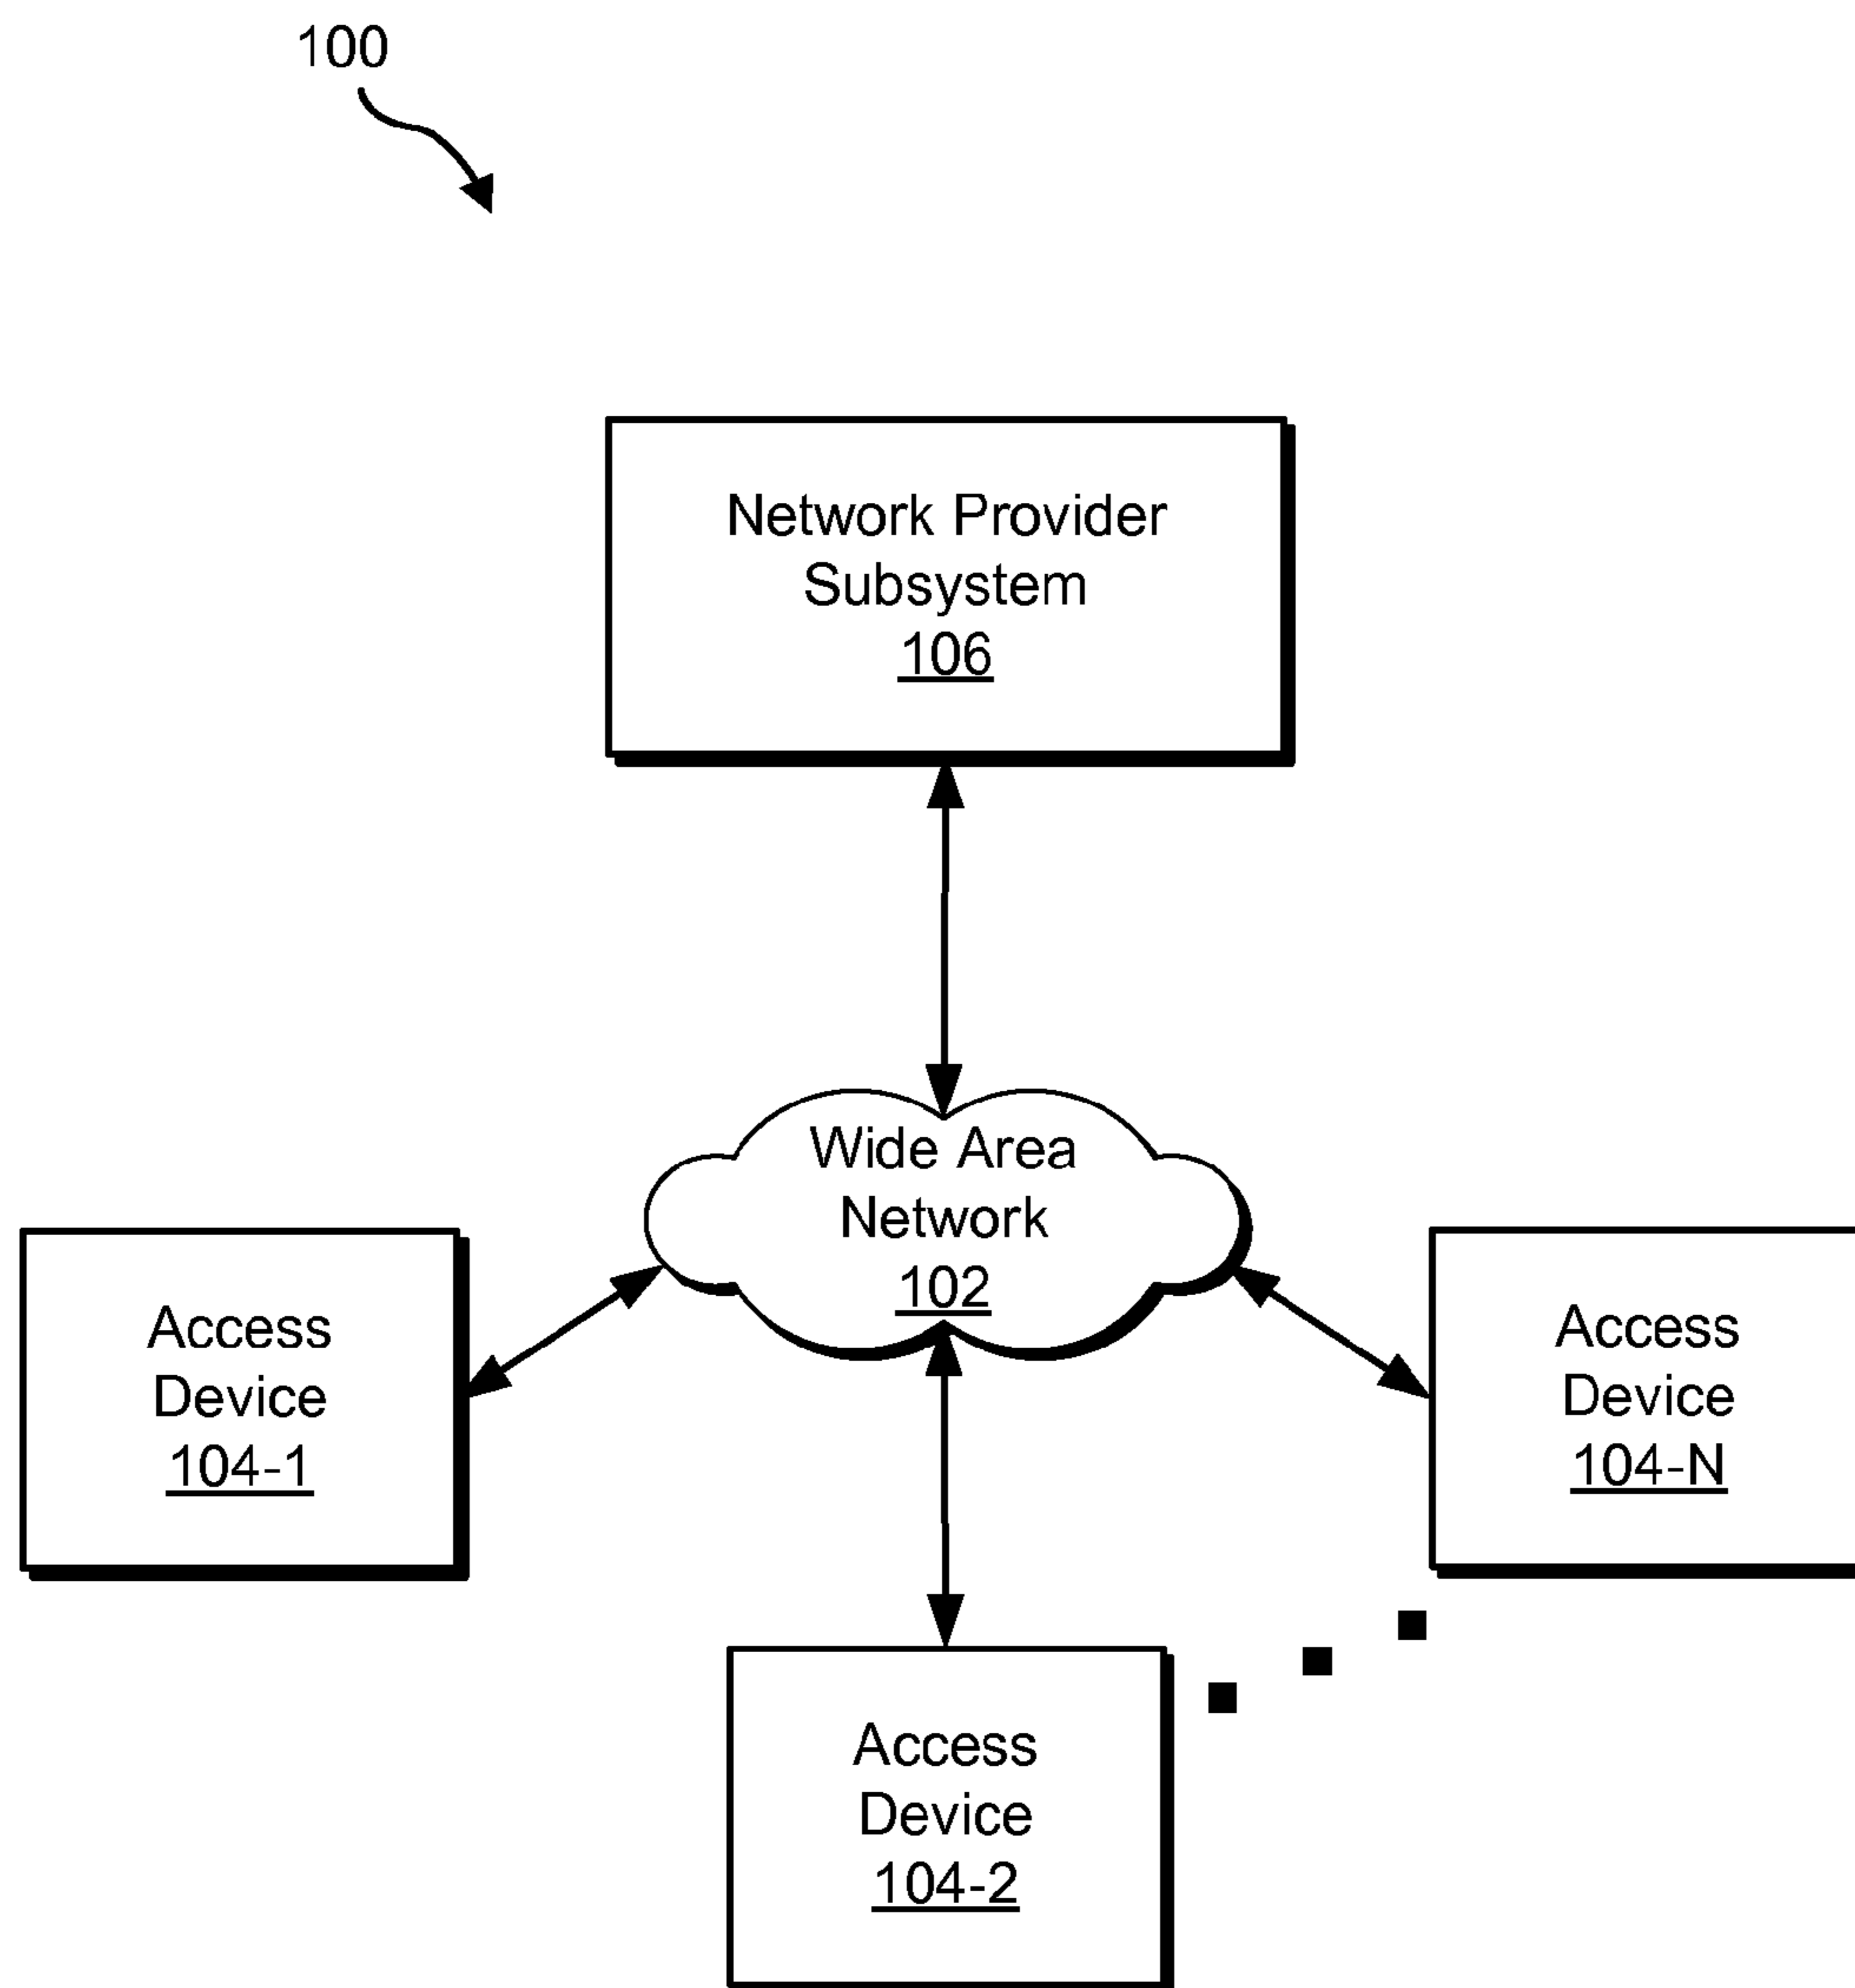 100
Network Provider
Subsystem
106
Wide Area
Network
102
Access
Device
104-1
Access
Device
104-N
Access
Device
104-2